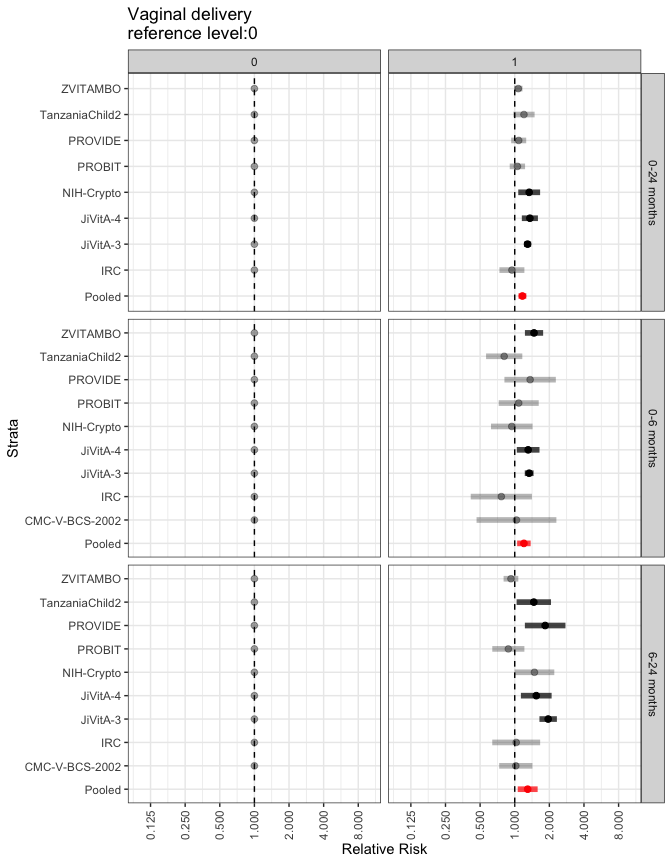 Vaginal delivery
reference level:0
0
1
ZVITAMBO
TanzaniaChild2
PROVIDE
PROBIT
NIH-Crypto
JiVitA-4
JiVitA-3
IRC
Pooled
0-24 months
ZVITAMBO
TanzaniaChild2
PROVIDE
PROBIT
NIH-Crypto
JiVitA-4
JiVitA-3
IRC
CMC-V-BCS-2002
Pooled
0-6 months
ZVITAMBO
TanzaniaChild2
PROVIDE
PROBIT
NIH-Crypto
JiVitA-4
JiVitA-3
IRC
CMC-V-BCS-2002
Pooled
6-24 months
Strata
0.125 0.250 0.500 1.000 2.000 4.000 8.000
0.125 0.250 0.500 1.000 2.000 4.000 8.000
Relative Risk